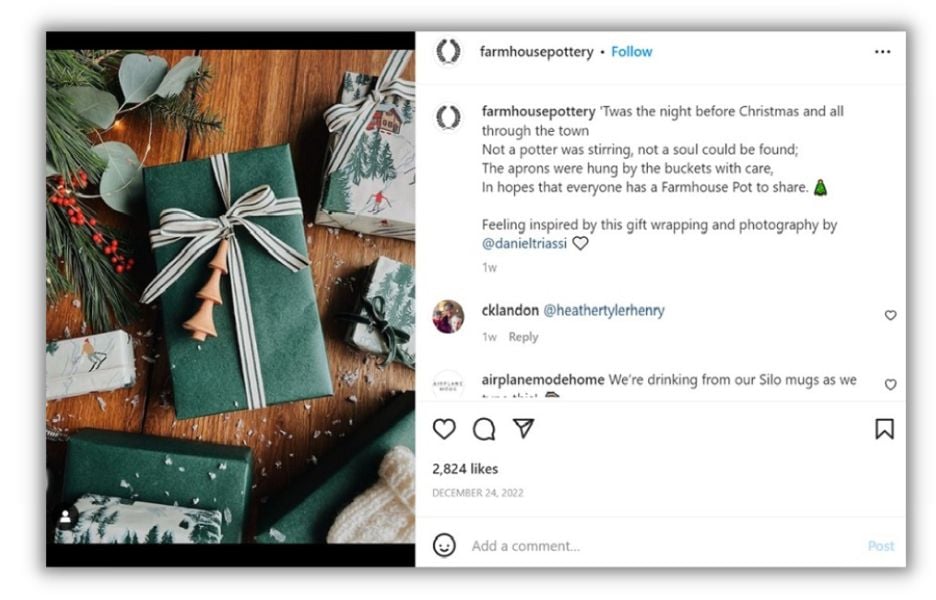 farmhousepottery • Follow
farmhousepottery 'Twas the night before Christmas and all
through the town
Not a potter was stirring, not a soul could be found;
The aprons were hung by the buckets with care,
In hopes that everyone has a Farmhouse Pot to share. 🎄
Feeling inspired by this gift wrapping and photography by
@danieltriassi ♡
1w
cklandon @heathertylerhenry
1w Reply
AIRPLANE
MODE
airplanemodehome We're drinking from our Silo mugs as we
2,824 likes
DECEMBER 24, 2022
Add a comment... Post